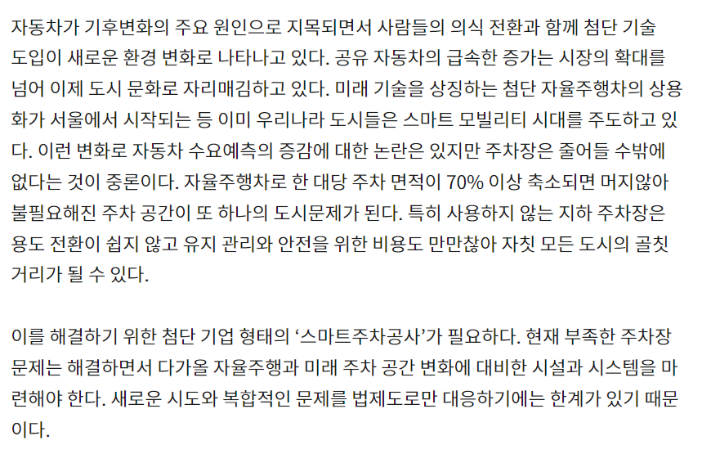 자동차가 기후변화의 주요 원인으로 지목되면서 사람들의 의식 전환과 함께 첨단 기술
도입이 새로운 환경 변화로 나타나고 있다. 공유 자동차의 급속한 증가는 시장의 확대를
넘어 이제 도시 문화로 자리매김하고 있다. 미래 기술을 상징하는 첨단 자율주행차의 상용
화가 서울에서 시작되는 등 이미 우리나라 도시들은 스마트 모빌리티 시대를 주도하고 있
다. 이런 변화로 자동차 수요예측의 증감에 대한 논란은 있지만 주차장은 줄어들 수밖에
없다는 것이 중론이다. 자율주행차로 한 대당 주차 면적이 70% 이상 축소되면 머지않아
불필요해진 주차 공간이 또 하나의 도시문제가 된다. 특히 사용하지 않는 지하 주차장은
용도 전환이 쉽지 않고 유지 관리와 안전을 위한 비용도 만만찮아 자칫 모든 도시의 골칫
거리가 될 수 있다.
이를 해결하기 위한 첨단 기업 형태의 ‘스마트주차공사’가 필요하다. 현재 부족한 주차장
문제는 해결하면서 다가올 자율주행과 미래 주차 공간 변화에 대비한 시설과 시스템을 마
련해야 한다. 새로운 시도와 복합적인 문제를 법제도로만 대응하기에는 한계가 있기 때문
이다.